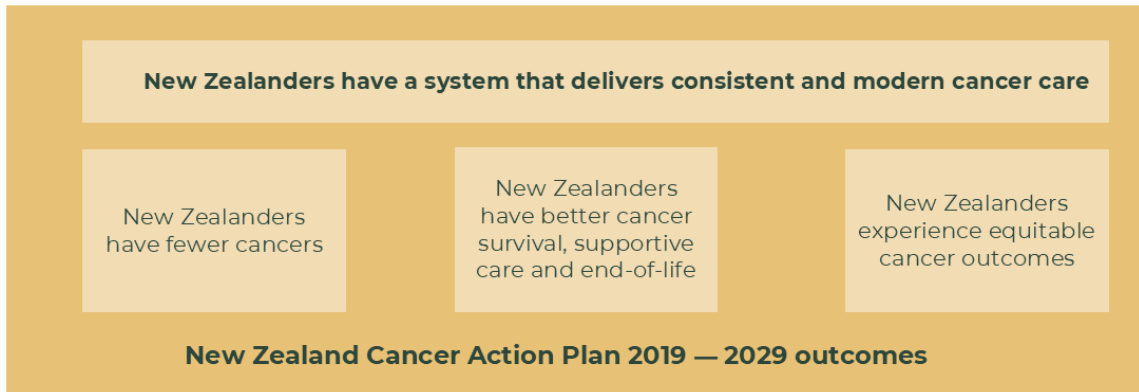 New Zealanders have a system that delivers consistent and modern cancer care
New Zealanders
have fewer cancers
New Zealanders
have better cancer
survival, supportive
care and end-of-life
New Zealanders
experience equitable
cancer outcomes
New Zealand Cancer Action Plan 2019 — 2029 outcomes